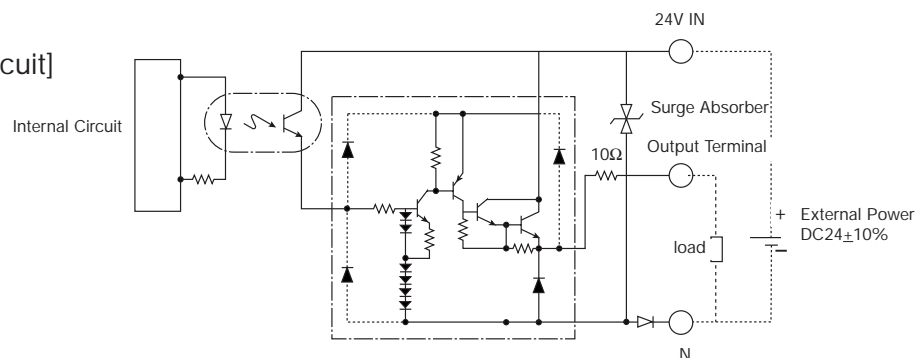 24V IN
cuit]
Surge Absorber
Internal Circuit
10Ω
Output Terminal
+
External Power
DC24±10%
−
load
N